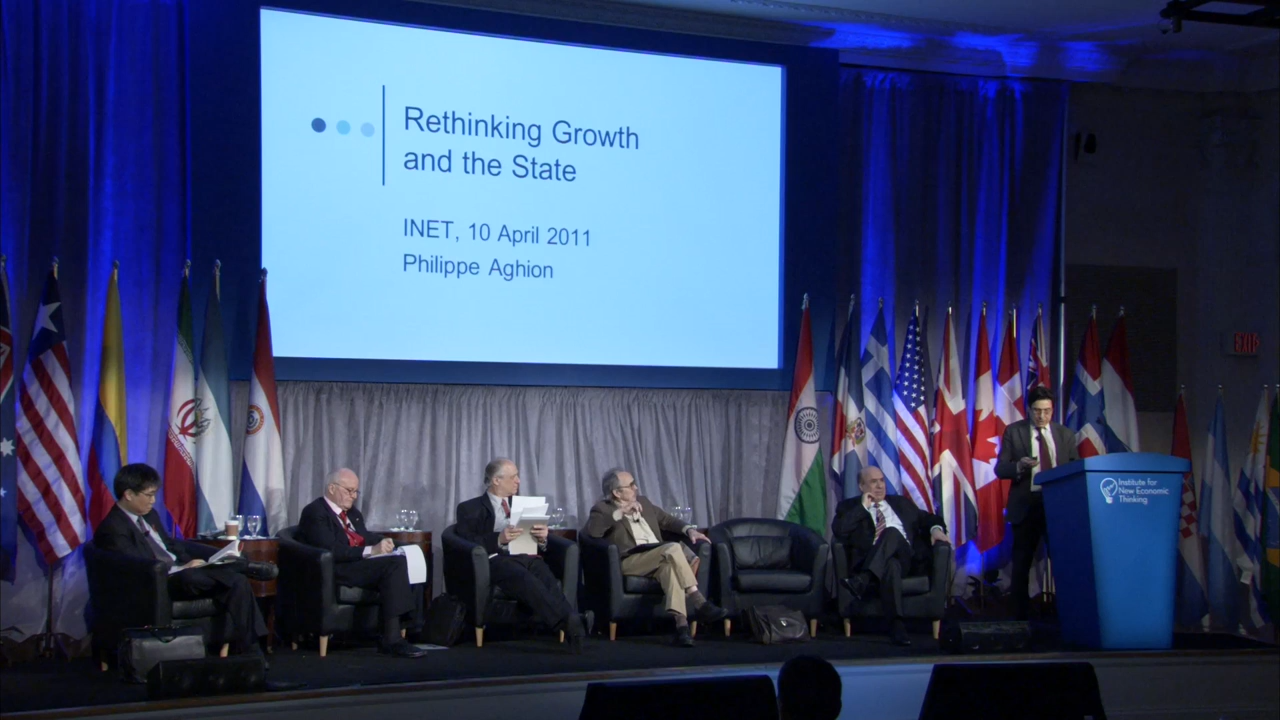 Rethinking Growth
and the State
INET, 10 April 2011
Philippe Aghion
EXIT
Institute for
New Economic
Thinking